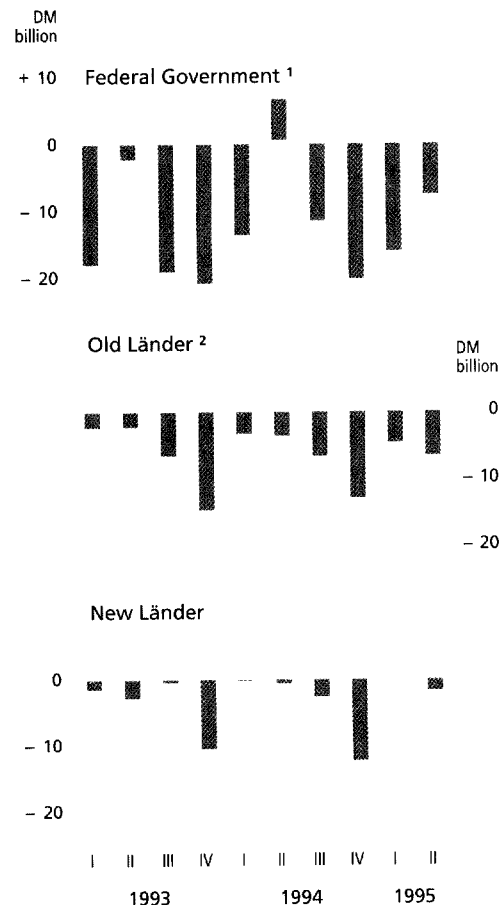 DM
billion
+ 10
Federal Government ¹
0
− 10
− 20
Old Länder ²
DM
billion
0
− 10
− 20
New Länder
0
− 10
− 20
I II III IV I II III IV I II
1993 1994 1995